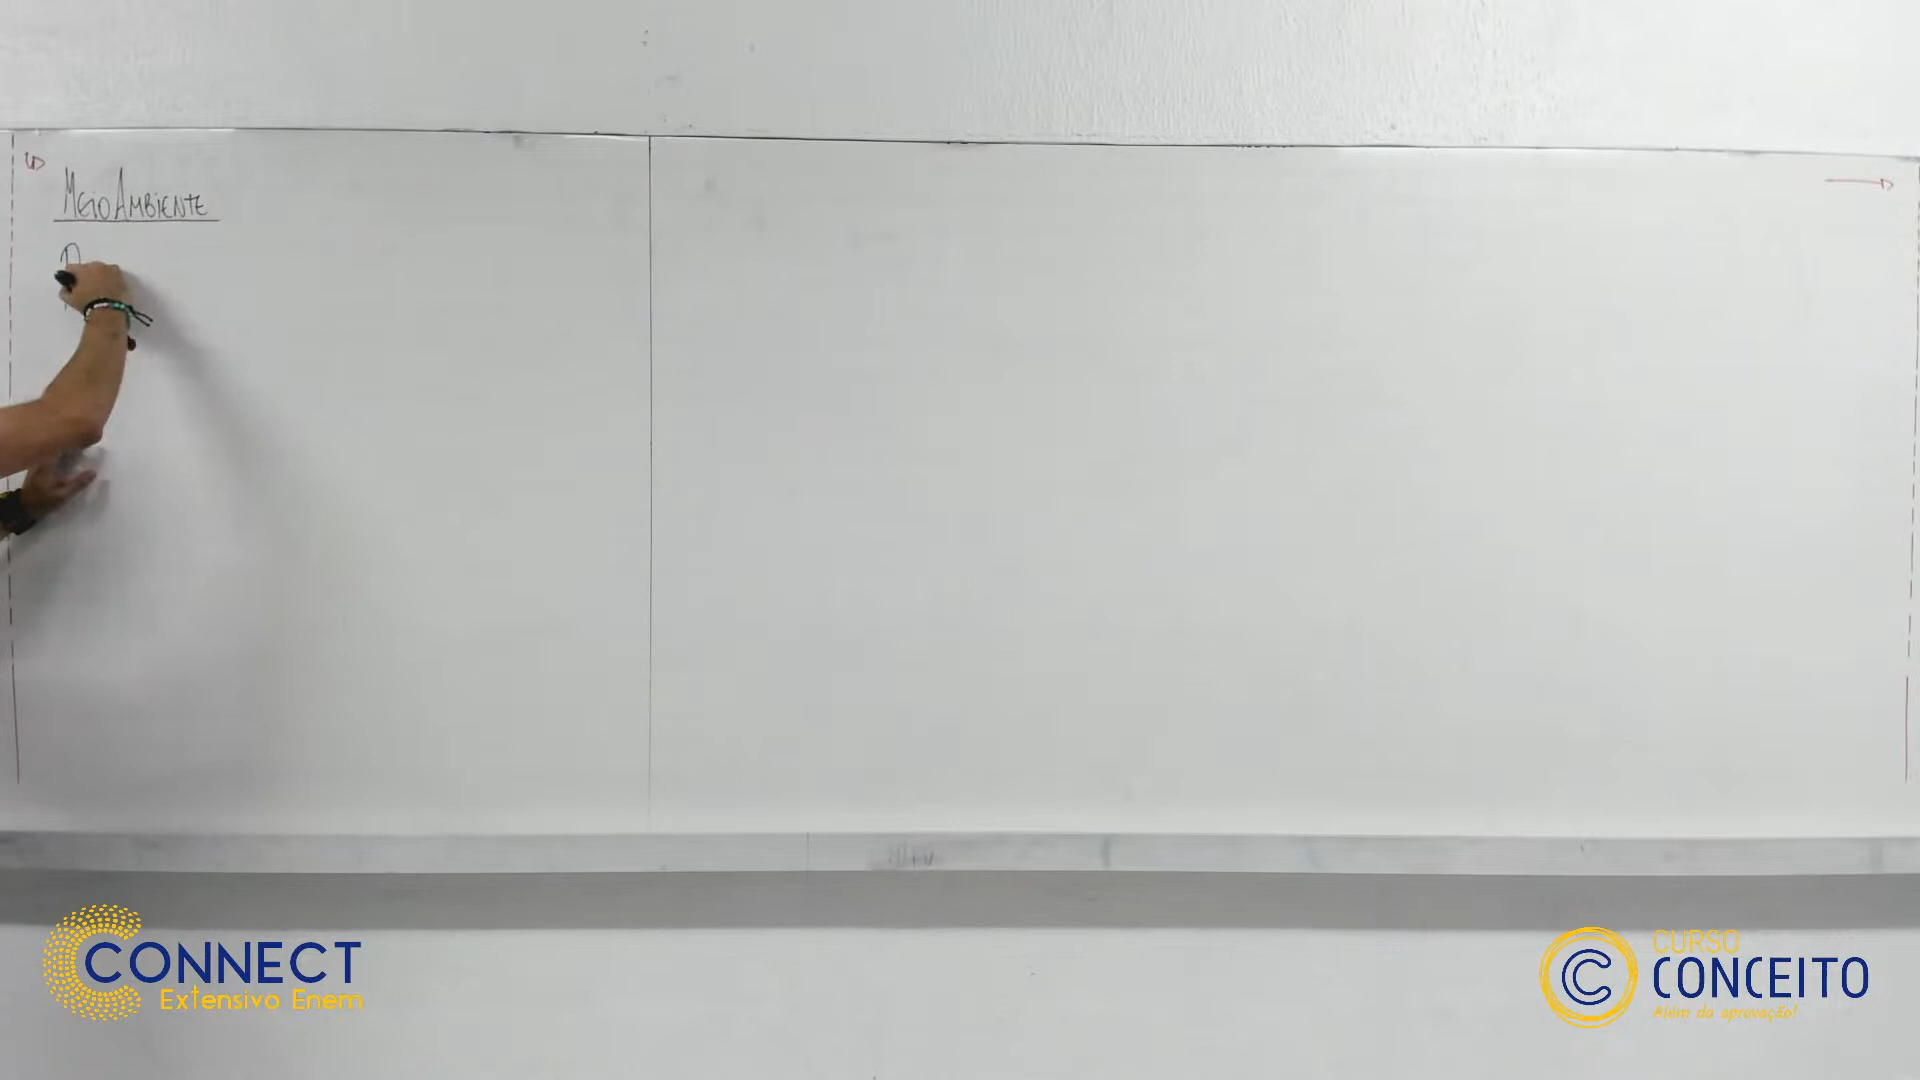 MEIO AMBIENTE
CONNECT
Extensivo Enem
CURSO
CONCEITO
Além da aprovação!